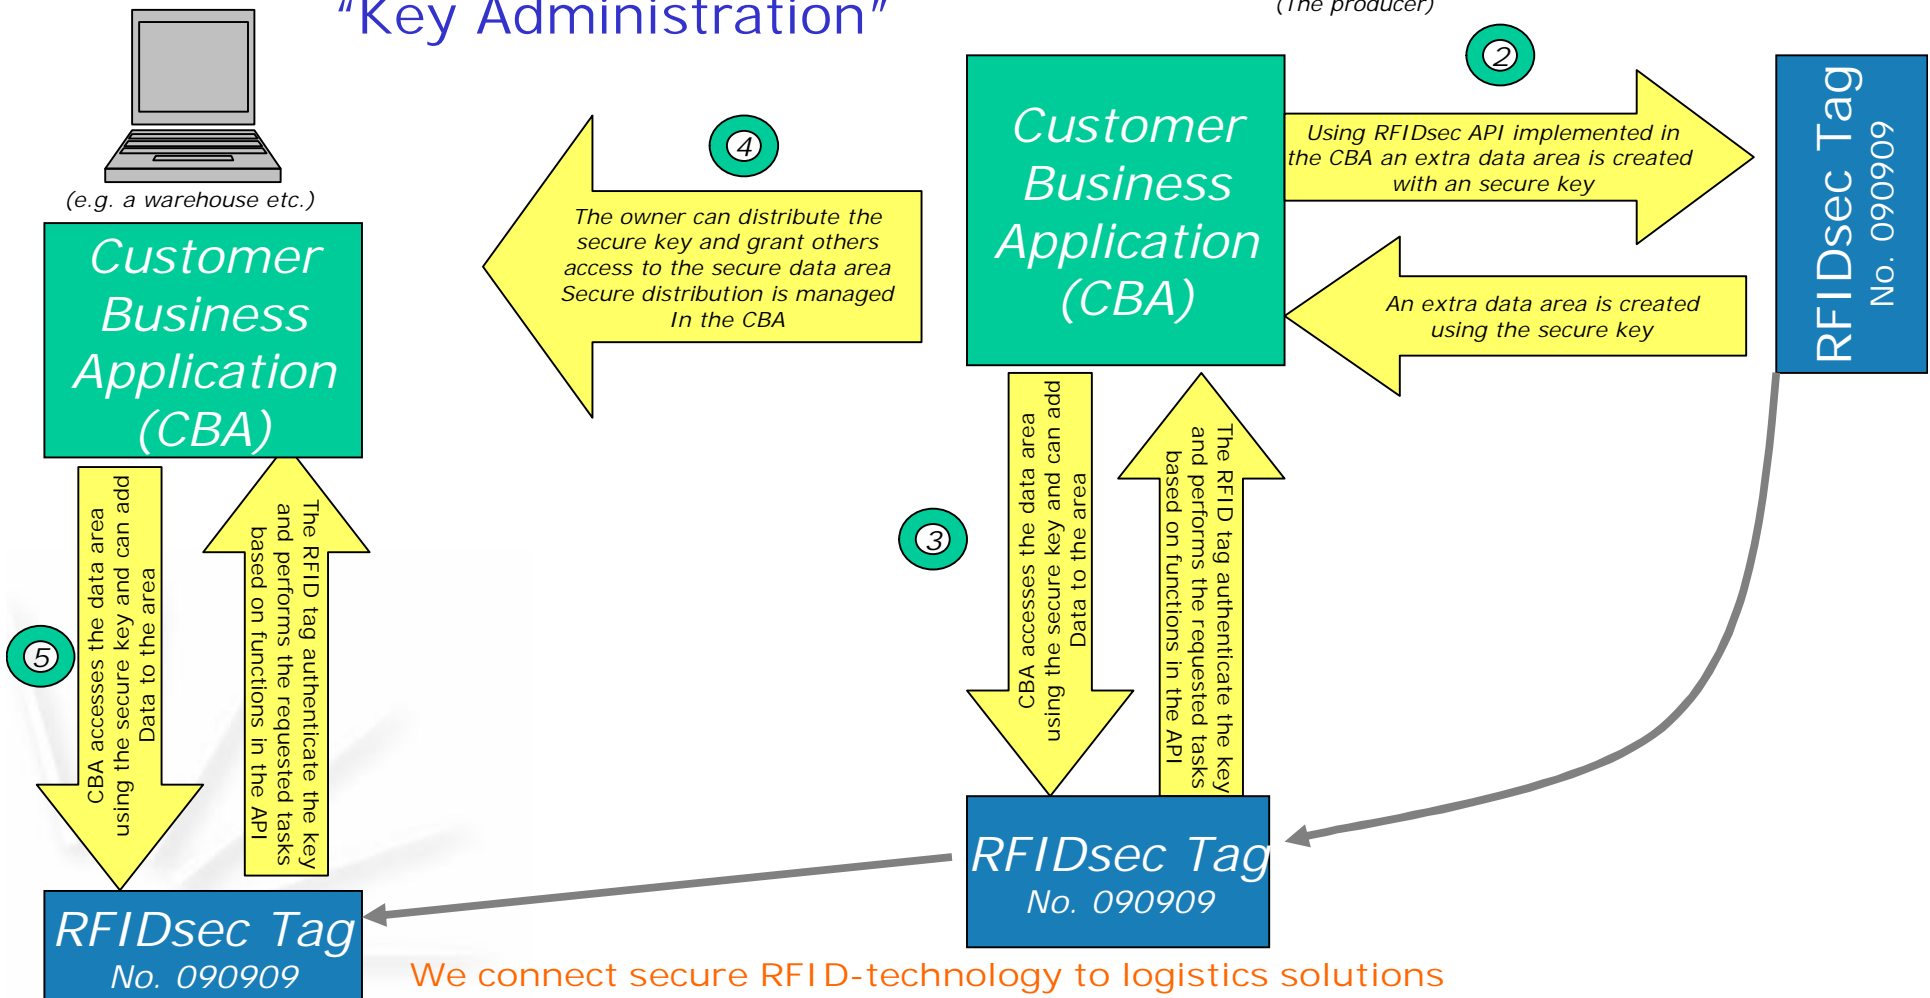 "Key Administration"
(The producer)
2
Customer
Business
Application
(CBA)
Using RFIDsec API implemented in
the CBA an extra data area is created
with an secure key
An extra data area is created
using the secure key
RFIDsec Tag
No. 090909
4
The owner can distribute the
secure key and grant others
access to the secure data area
Secure distribution is managed
In the CBA
(e.g. a warehouse etc.)
Customer
Business
Application
(CBA)
3
CBA accesses the data area
using the secure key and can add
Data to the area
The RFID tag authenticate the key
and performs the requested tasks
based on functions in the API
RFIDsec Tag
No. 090909
5
CBA accesses the data area
using the secure key and can add
Data to the area
The RFID tag authenticate the key
and performs the requested tasks
based on functions in the API
RFIDsec Tag
No. 090909
We connect secure RFID-technology to logistics solutions